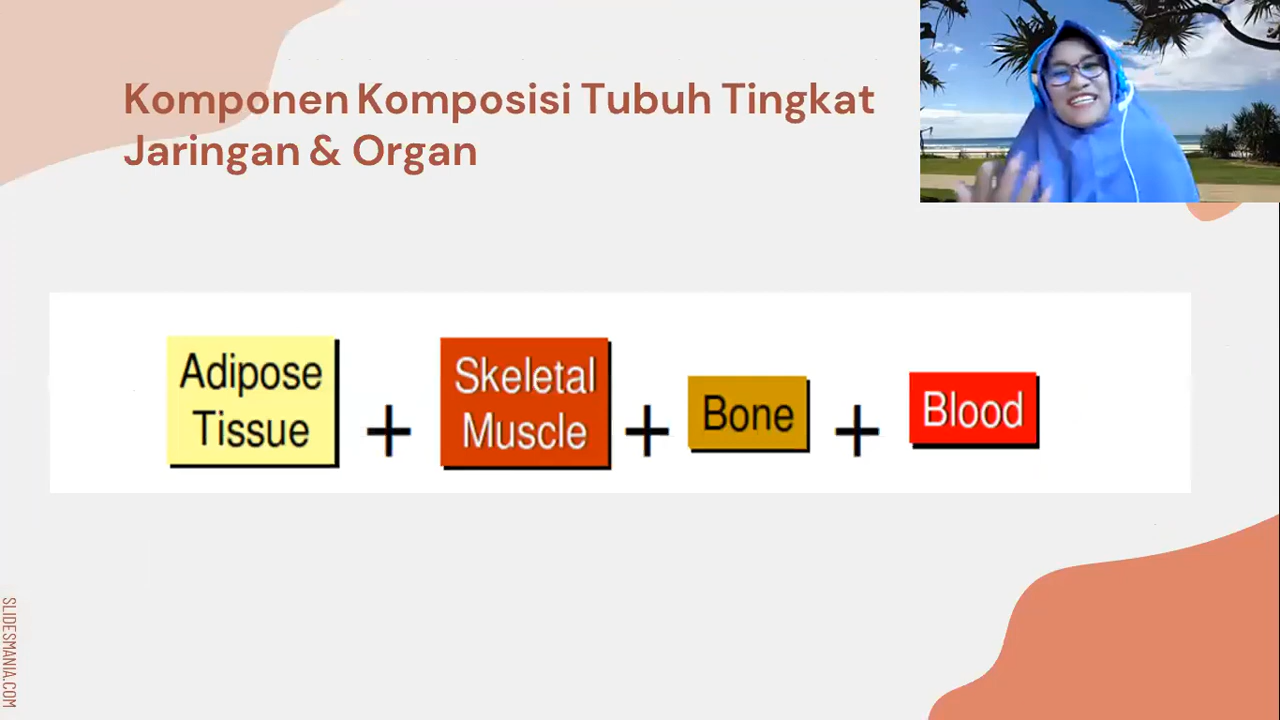 Komponen Komposisi Tubuh Tingkat
Jaringan & Organ
Adipose
Tissue
+
Skeletal
Muscle
+
Bone
+
Blood
SLIDESMANIA.COM